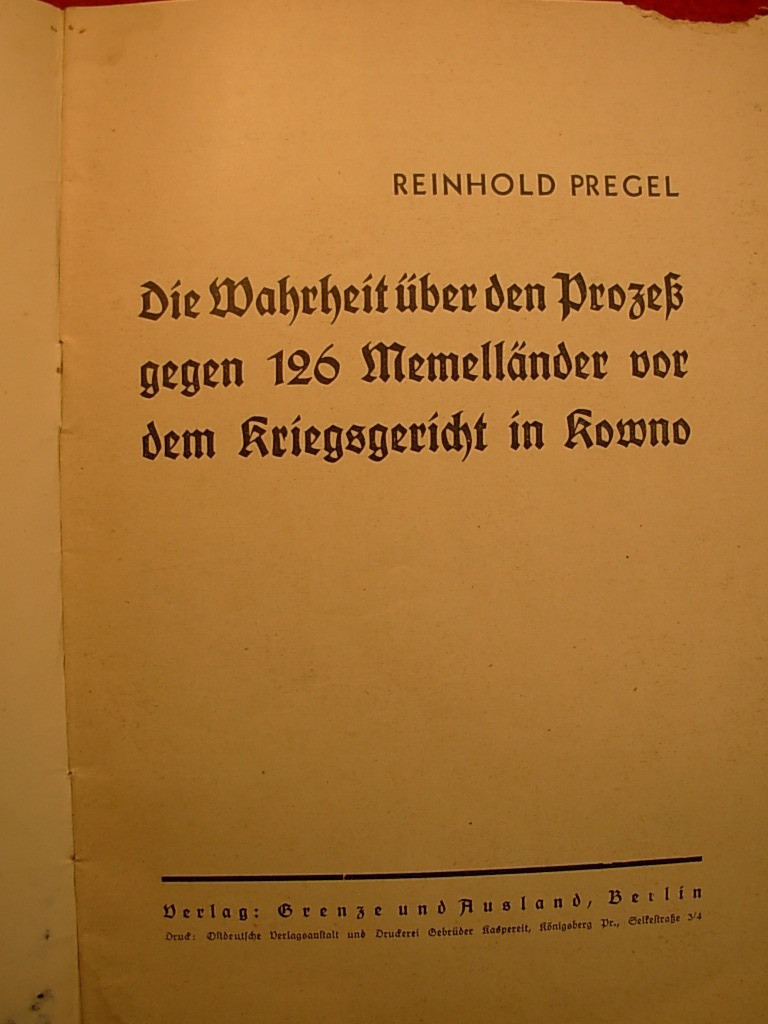 REINHOLD PREGEL
Die Wahrheit über den Prozeß
gegen 126 Memelländer vor
dem Kriegsgericht in Kowno
Verlag: Grenze und Ausland, Berlin
Druck: Ostdeutsche Verlagsanstalt und Druckerei Gebrüder Kaspereit, Königsberg Pr., Selkestraße 3/4